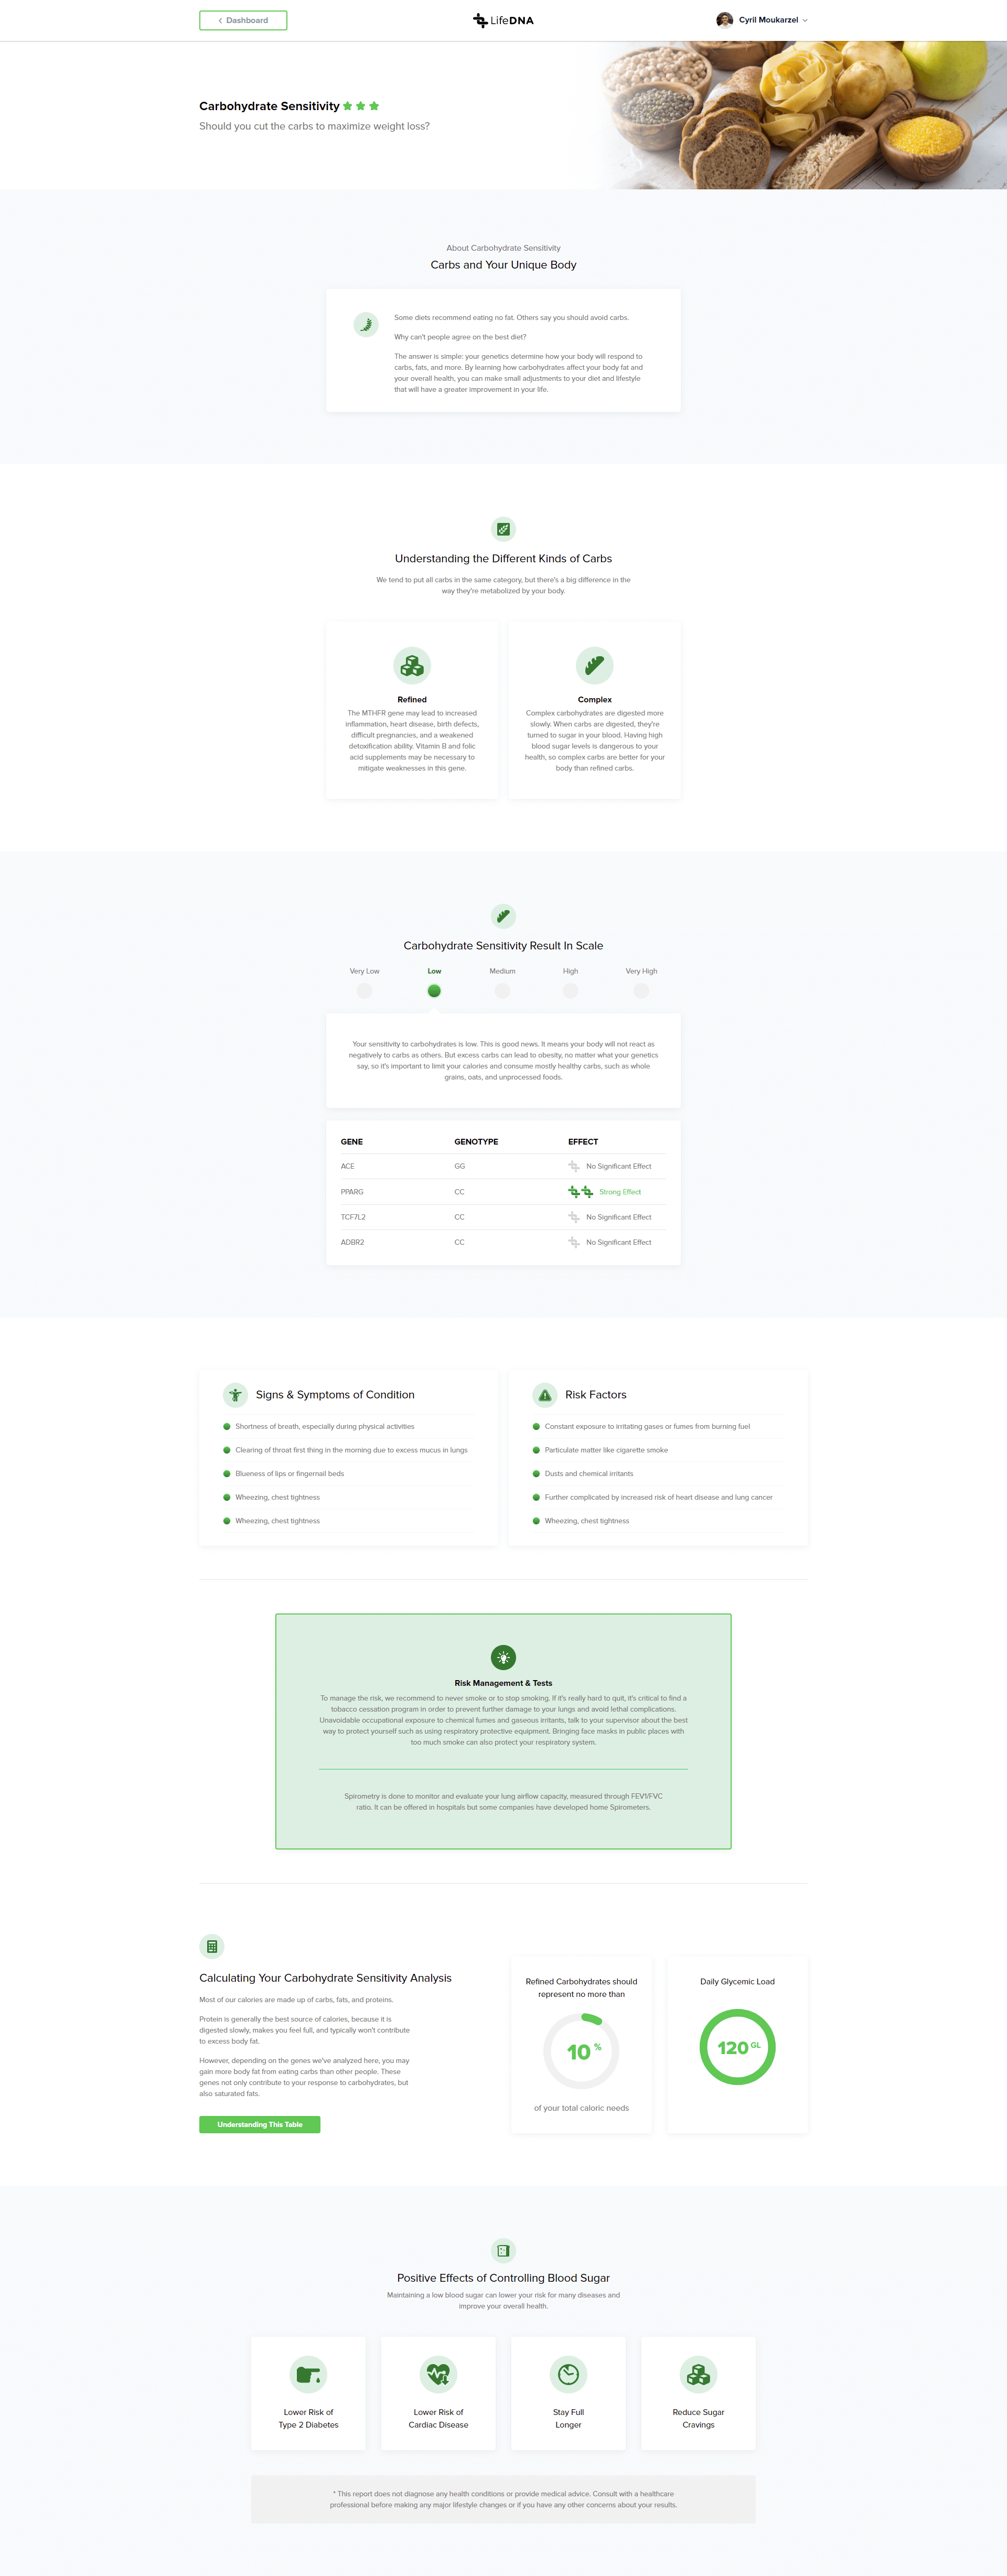 Dashboard
LifeDNA
Cyril Moukarzel
Carbohydrate Sensitivity
Should you cut the carbs to maximize weight loss?
About Carbohydrate Sensitivity
Carbs and Your Unique Body
Some diets recommend eating no fat. Others say you should avoid carbs.
Why can't people agree on the best diet?
The answer is simple: your genetics determine how your body will respond to
carbs, fats, and more. By learning how carbohydrates affect your body fat and
your overall health, you can make small adjustments to your diet and lifestyle
that will have a greater improvement in your life.
Understanding the Different Kinds of Carbs
We tend to put all carbs in the same category, but there's a big difference in the
way they're metabolized by your body.
Refined
The MTHFR gene may lead to increased
inflammation, heart disease, birth defects,
difficult pregnancies, and a weakened
detoxification ability. Vitamin B and folic
acid supplements may be necessary to
mitigate weaknesses in this gene.
Complex
Complex carbohydrates are digested more
slowly. When carbs are digested, they're
turned to sugar in your blood. Having high
blood sugar levels is dangerous to your
health, so complex carbs are better for your
body than refined carbs.
Carbohydrate Sensitivity Result In Scale
Very Low Low Medium High Very High
Your sensitivity to carbohydrates is low. This is good news. It means your body will not react as
negatively to carbs as others. But excess carbs can lead to obesity, no matter what your genetics
say, so it's important to limit your calories and consume mostly healthy carbs, such as whole
grains, oats, and unprocessed foods.
GENE GENOTYPE EFFECT
ACE GG No Significant Effect
PPARG CC Strong Effect
TCF7L2 CC No Significant Effect
ADBR2 CC No Significant Effect
Signs & Symptoms of Condition
Shortness of breath, especially during physical activities
Clearing of throat first thing in the morning due to excess mucus in lungs
Blueness of lips or fingernail beds
Wheezing, chest tightness
Wheezing, chest tightness
Risk Factors
Constant exposure to irritating gases or fumes from burning fuel
Particulate matter like cigarette smoke
Dusts and chemical irritants
Further complicated by increased risk of heart disease and lung cancer
Wheezing, chest tightness
Risk Management & Tests
To manage the risk, we recommend to never smoke or to stop smoking. If it's really hard to quit, it's critical to find a
tobacco cessation program in order to prevent further damage to your lungs and avoid lethal complications.
Unavoidable occupational exposure to chemical fumes and gaseous irritants, talk to your supervisor about the best
way to protect yourself such as using respiratory protective equipment. Bringing face masks in public places with
too much smoke can also protect your respiratory system.
Spirometry is done to monitor and evaluate your lung airflow capacity, measured through FEV1/FVC
ratio. It can be offered in hospitals but some companies have developed home Spirometers.
Calculating Your Carbohydrate Sensitivity Analysis
Most of our calories are made up of carbs, fats, and proteins.
Protein is generally the best source of calories, because it is
digested slowly, makes you feel full, and typically won't contribute
to excess body fat.
However, depending on the genes we've analyzed here, you may
gain more body fat from eating carbs than other people. These
genes not only contribute to your response to carbohydrates, but
also saturated fats.
Understanding This Table
Refined Carbohydrates should
represent no more than
10 %
of your total caloric needs
Daily Glycemic Load
120 GL
Positive Effects of Controlling Blood Sugar
Maintaining a low blood sugar can lower your risk for many diseases and
improve your overall health.
Lower Risk of
Type 2 Diabetes
Lower Risk of
Cardiac Disease
Stay Full
Longer
Reduce Sugar
Cravings
* This report does not diagnose any health conditions or provide medical advice. Consult with a healthcare
professional before making any major lifestyle changes or if you have any other concerns about your results.